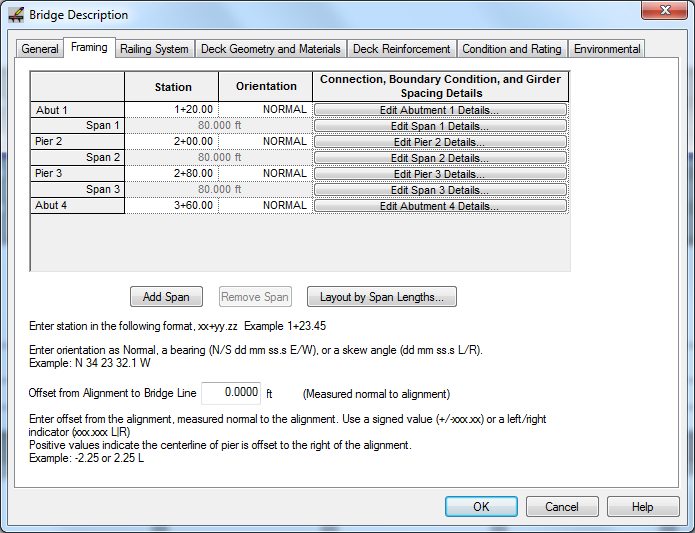 Bridge Description
General Framing Railing System Deck Geometry and Materials Deck Reinforcement Condition and Rating Environmental
Station Orientation Connection, Boundary Condition, and Girder Spacing Details
Abut 1 1+20.00 NORMAL Edit Abutment 1 Details...
Span 1 80.000 ft Edit Span 1 Details...
Pier 2 2+00.00 NORMAL Edit Pier 2 Details...
Span 2 80.000 ft Edit Span 2 Details...
Pier 3 2+80.00 NORMAL Edit Pier 3 Details...
Span 3 80.000 ft Edit Span 3 Details...
Abut 4 3+60.00 NORMAL Edit Abutment 4 Details...
Add Span Remove Span Layout by Span Lengths...
Enter station in the following format, xx+yy.zz Example 1+23.45
Enter orientation as Normal, a bearing (N/S dd mm ss.s E/W), or a skew angle (dd mm ss.s L/R).
Example: N 34 23 32.1 W
Offset from Alignment to Bridge Line 0.0000 ft (Measured normal to alignment)
Enter offset from the alignment, measured normal to the alignment. Use a signed value (+/-xxx.xx) or a left/right
indicator (xxx.xxx L|R)
Positive values indicate the centerline of pier is offset to the right of the alignment.
Example: -2.25 or 2.25 L
OK Cancel Help